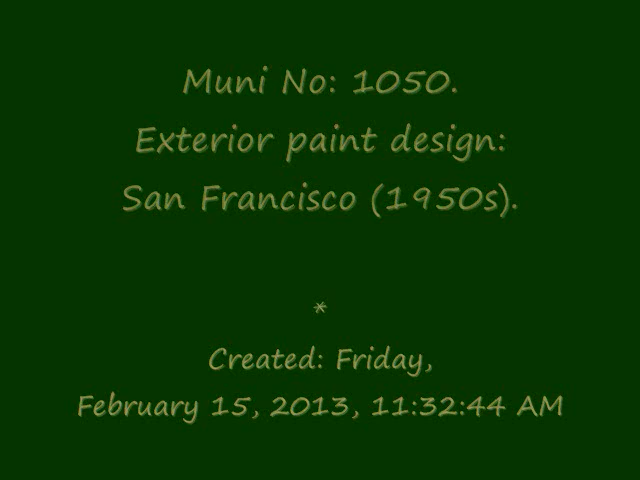 Muni No: 1050.
Exterior paint design:
San Francisco (1950s).
*
Created: Friday,
February 15, 2013, 11:32:44 AM